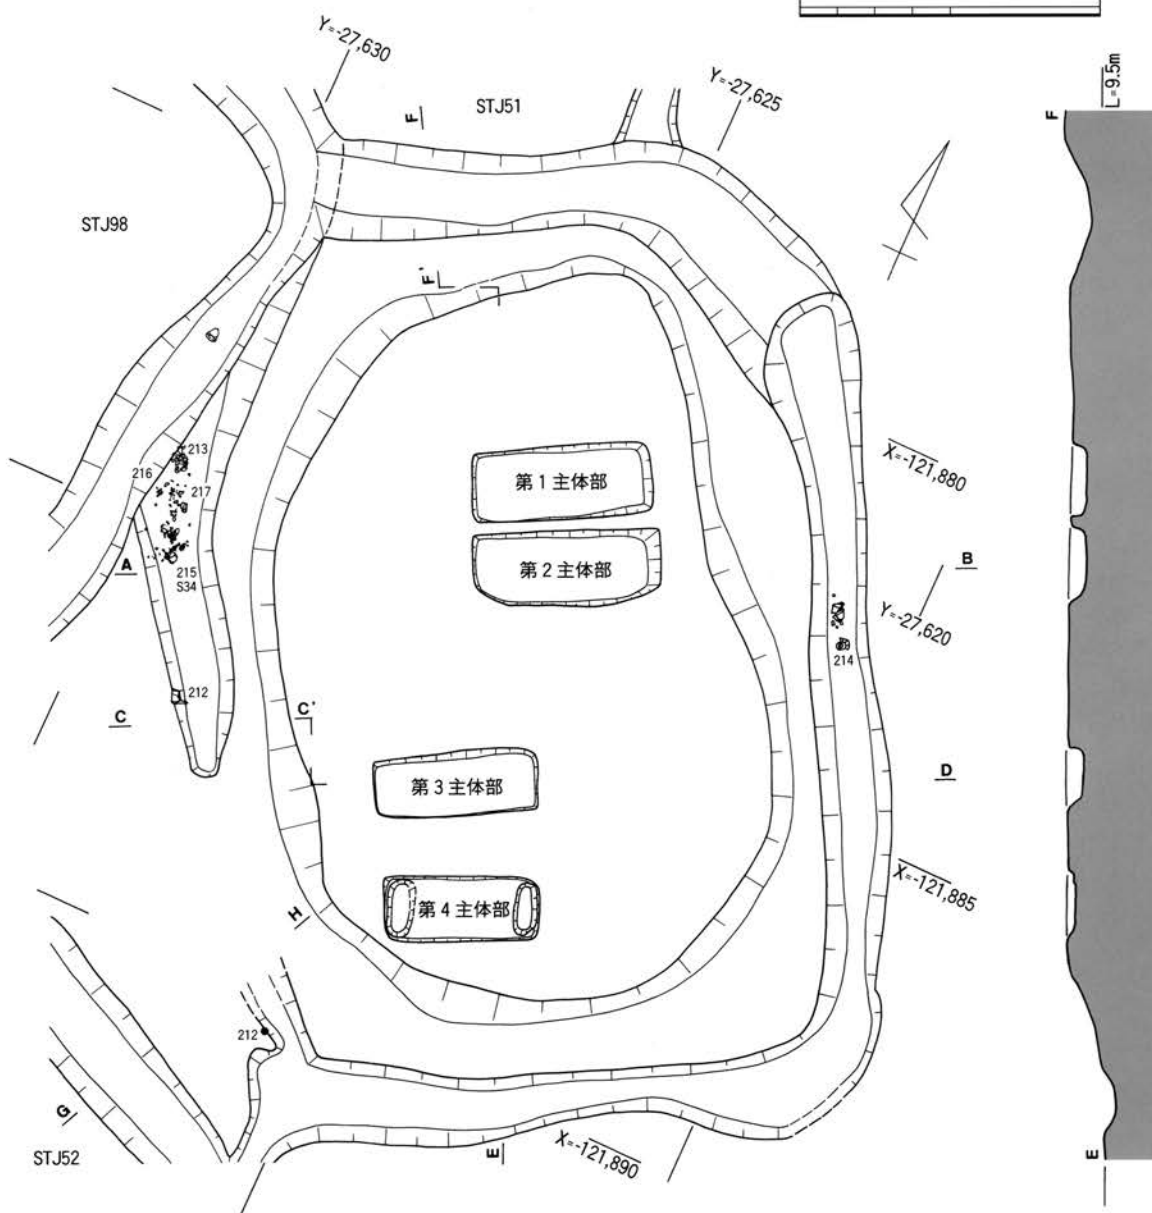 Y=-27,630
Y=-27,625
L=9.5m
F
F
STJ51
STJ98
F'
213
216
217
第1主体部
X=-121,880
A
215
S34
第2主体部
B
Y=-27,620
214
212
C
C'
第3主体部
D
X=-121,885
第4主体部
H
212
G
STJ52
E
X=-121,890
E